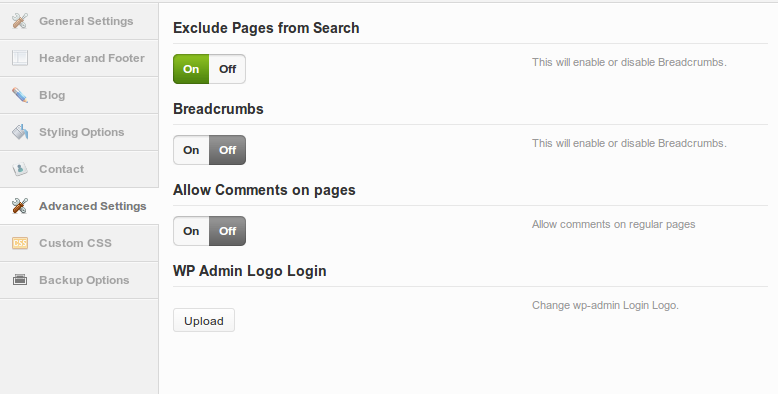 General Settings
Header and Footer
Blog
Styling Options
Contact
Advanced Settings
CSS
Custom CSS
Backup Options
Exclude Pages from Search
On Off
This will enable or disable Breadcrumbs.
Breadcrumbs
On Off
This will enable or disable Breadcrumbs.
Allow Comments on pages
On Off
Allow comments on regular pages
WP Admin Logo Login
Upload
Change wp-admin Login Logo.